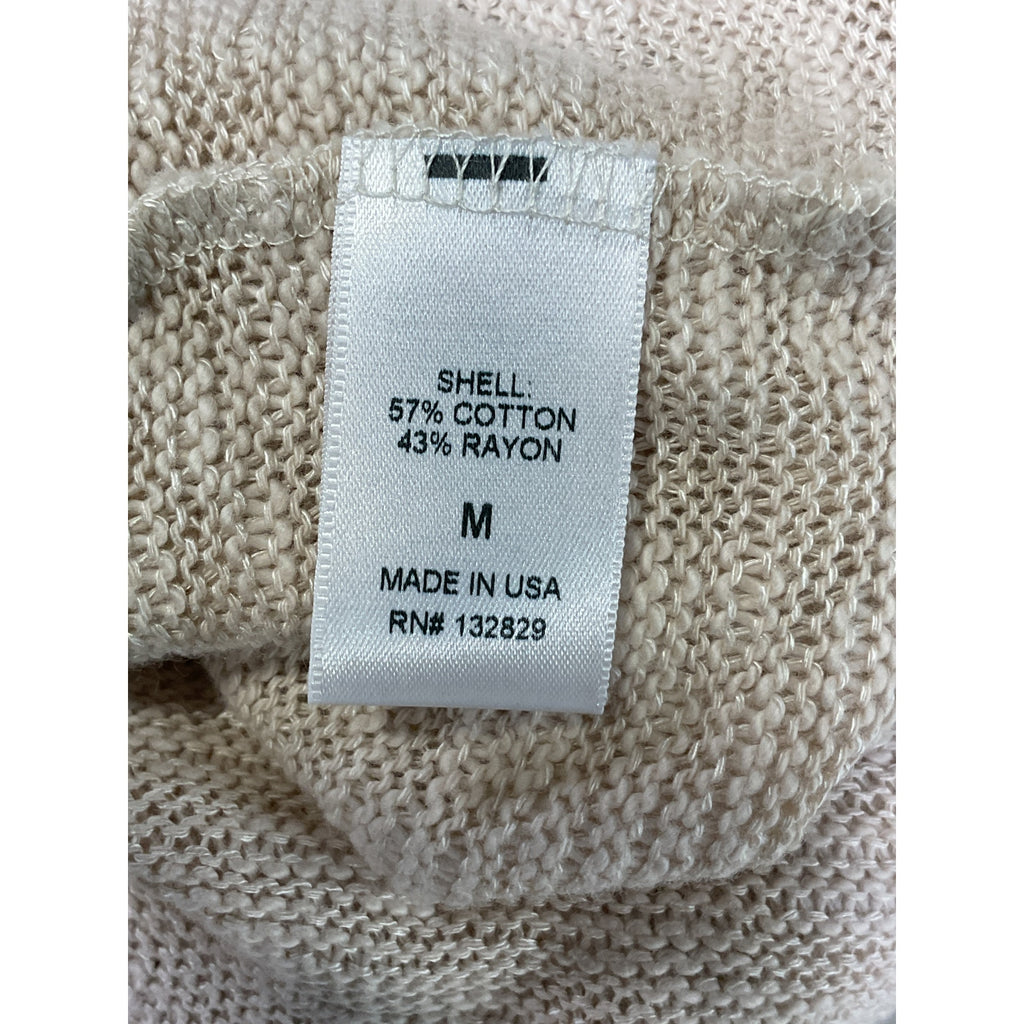 SHELL:
57% COTTON
43% RAYON
M
MADE IN USA
RN# 132829